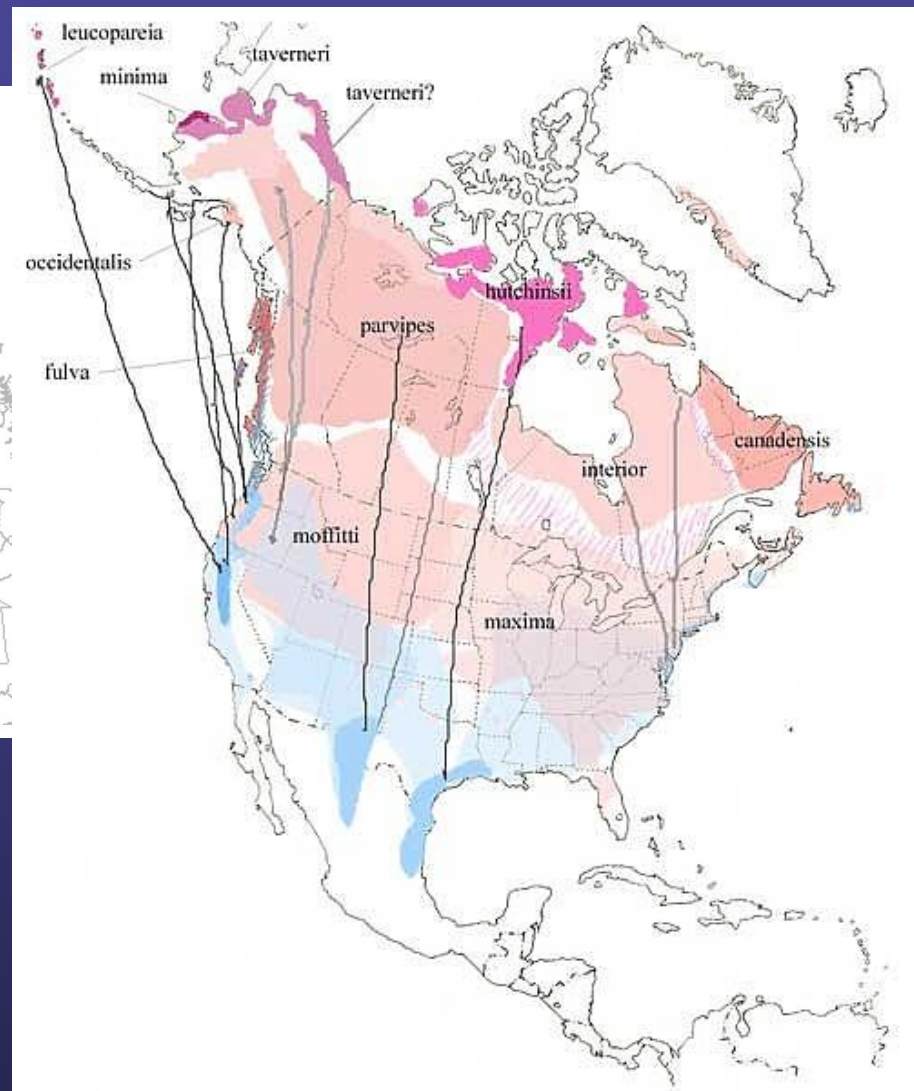 leucopareia
taverneri
minima
taverneri?
occidentalis
hutchinsii
parvipes
fulva
canadensis
interior
moffitti
maxima